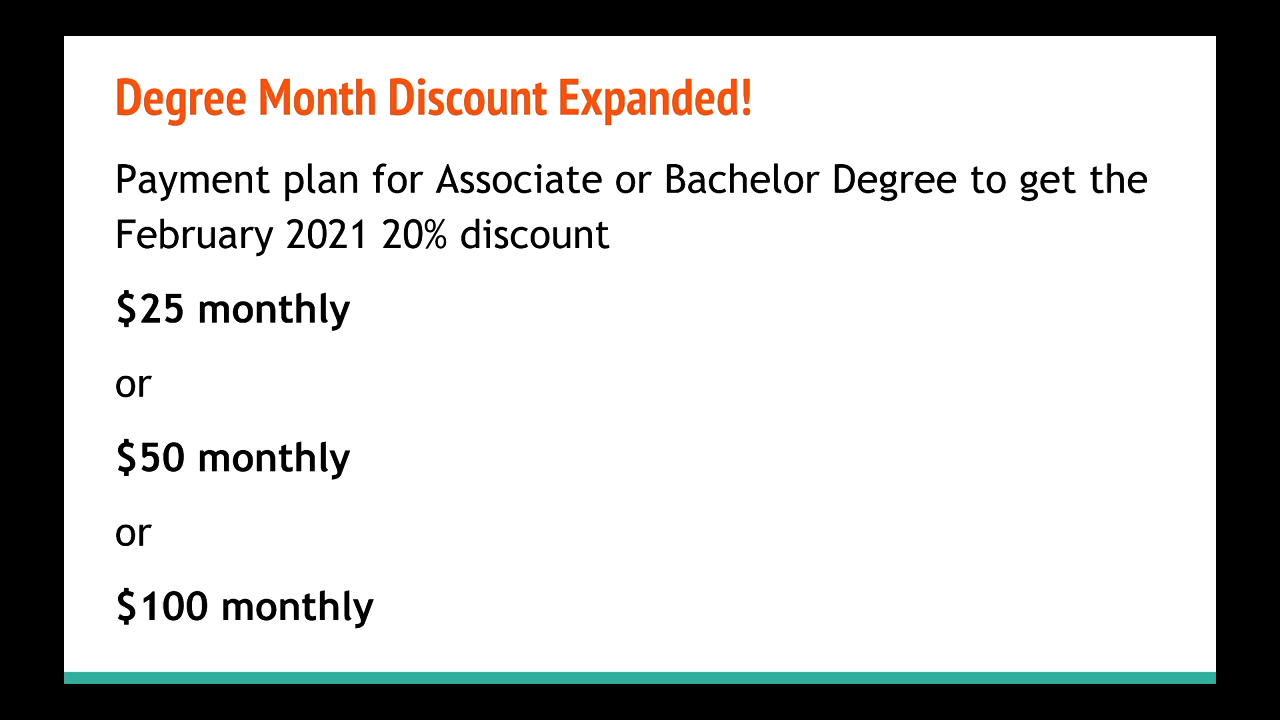 Degree Month Discount Expanded!
Payment plan for Associate or Bachelor Degree to get the
February 2021 20% discount
$25 monthly
or
$50 monthly
or
$100 monthly